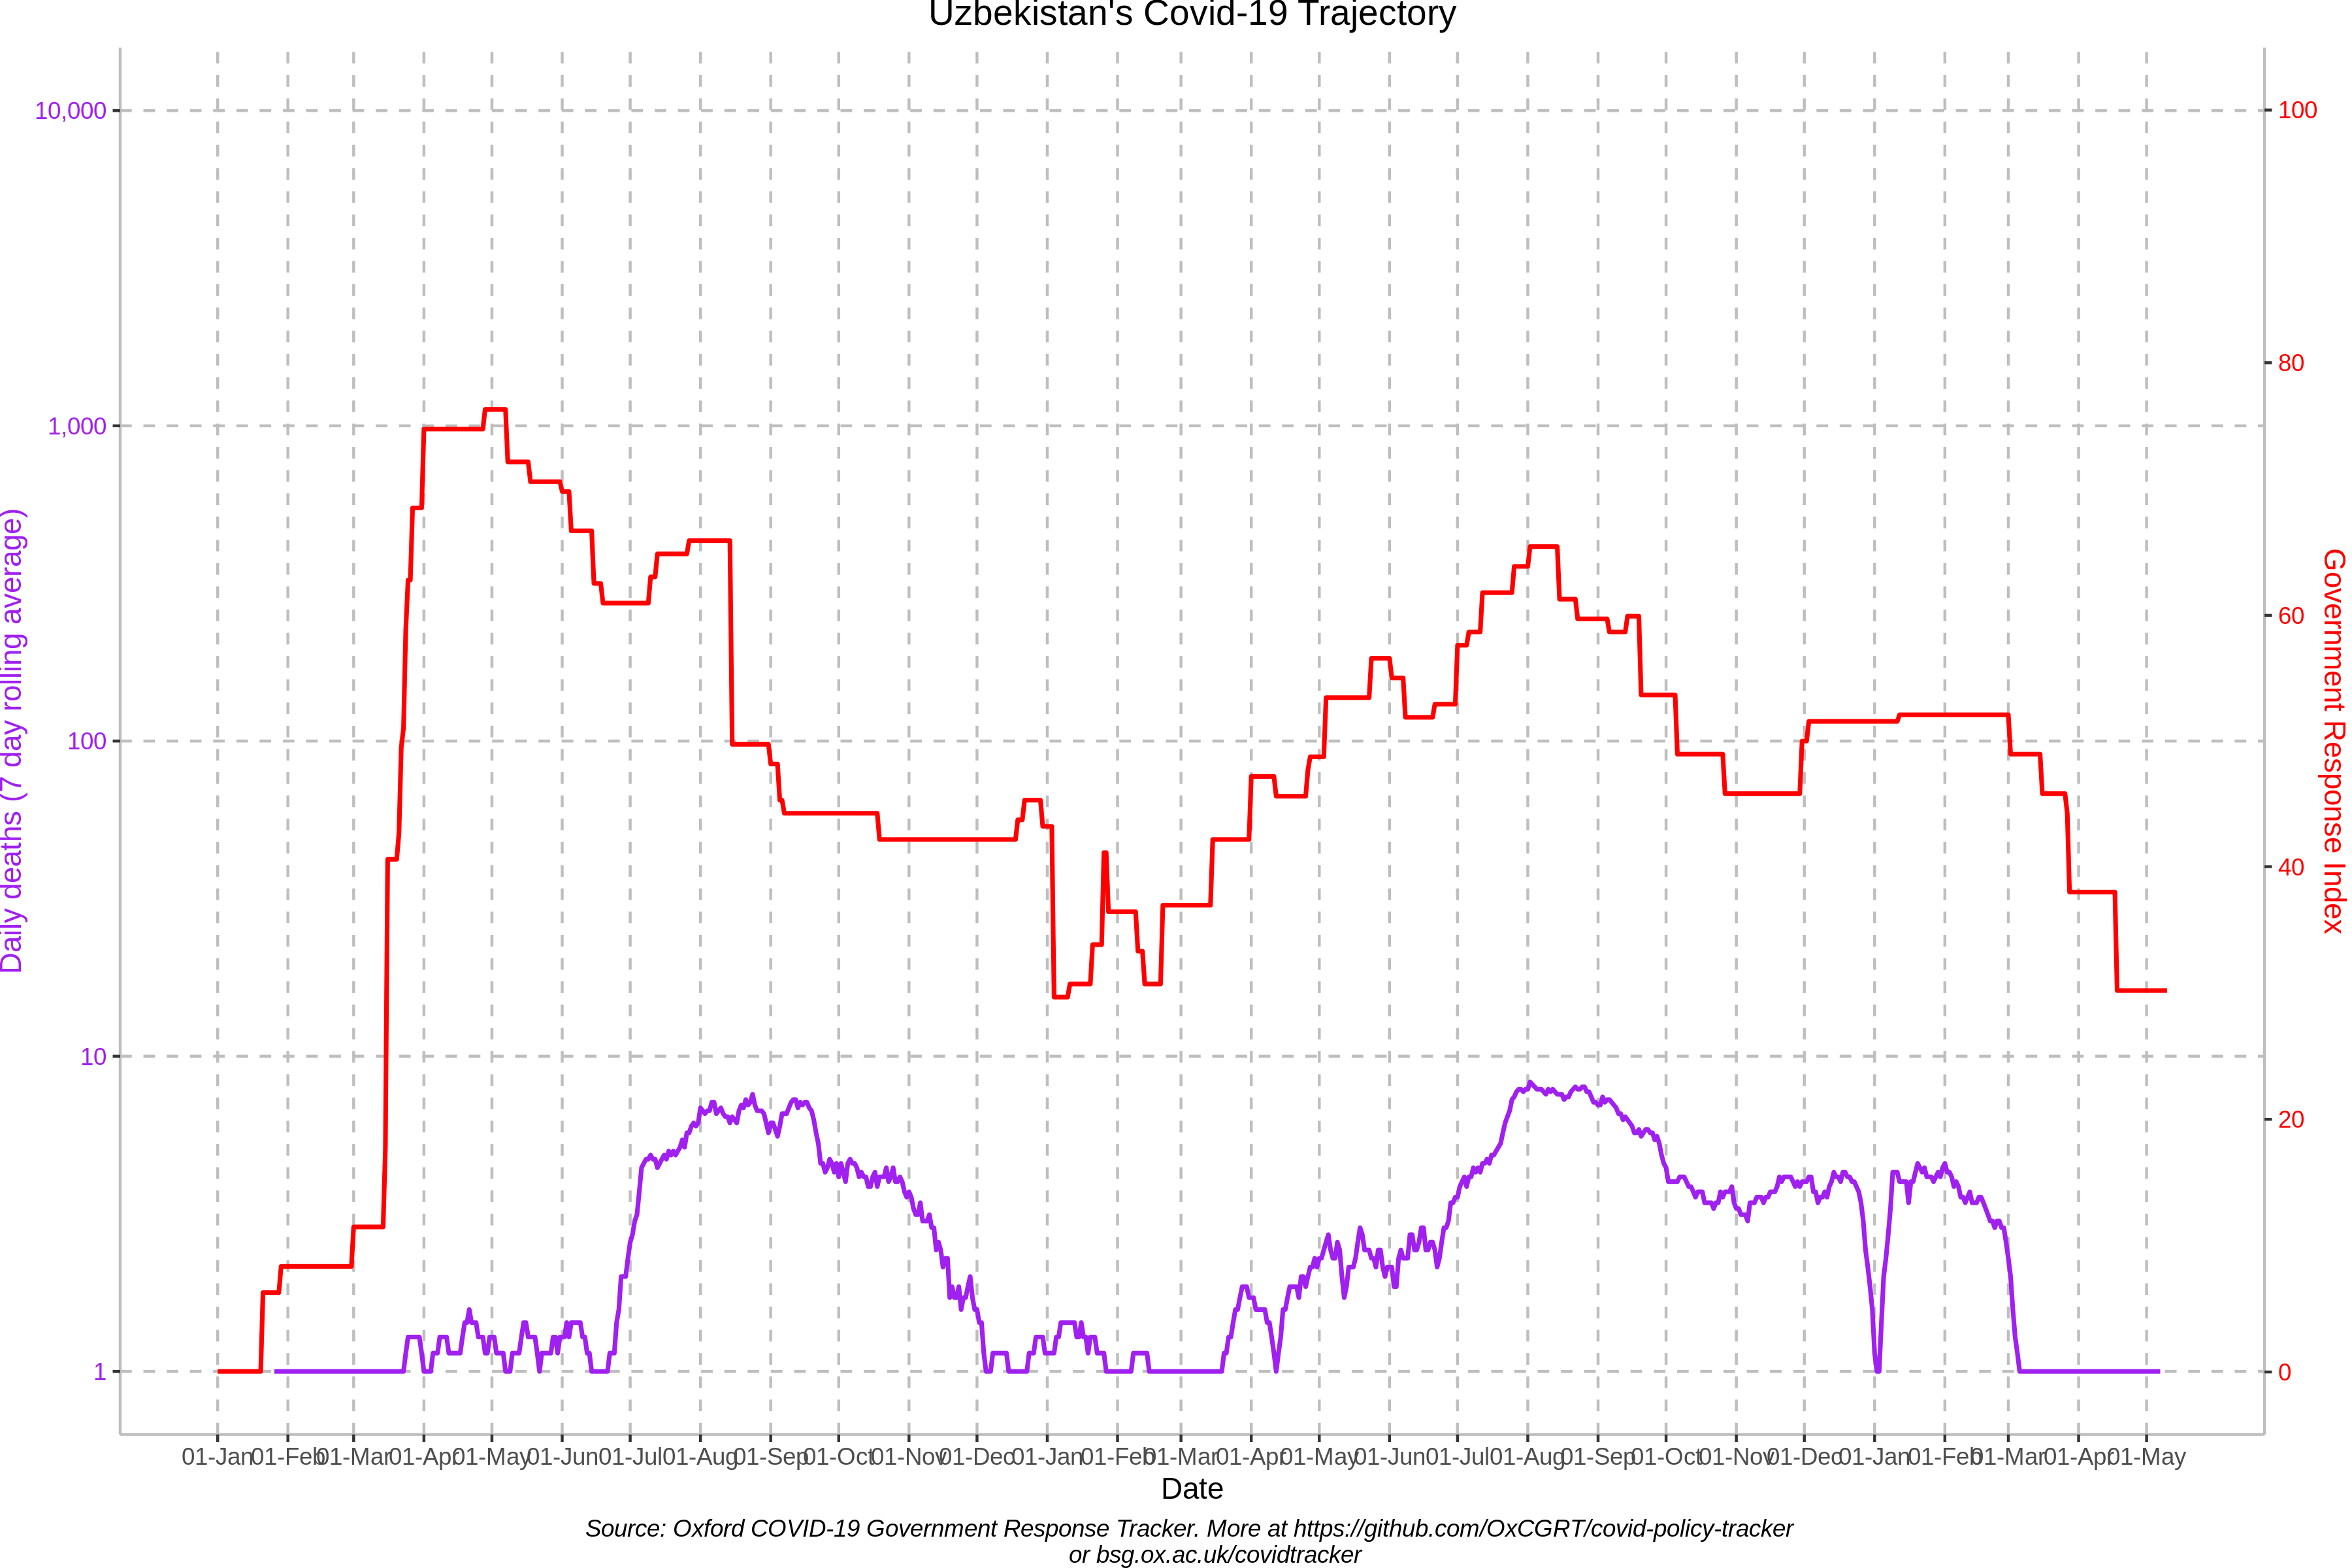 Uzbekistan's Covid-19 Trajectory
10,000
1,000
100
10
1
Daily deaths (7 day rolling average)
100
80
60
40
20
0
Government Response Index
01-Jan 01-Feb 01-Mar 01-Apr 01-May 01-Jun 01-Jul 01-Aug 01-Sep 01-Oct 01-Nov 01-Dec 01-Jan 01-Feb 01-Mar 01-Apr 01-May 01-Jun 01-Jul 01-Aug 01-Sep 01-Oct 01-Nov 01-Dec 01-Jan 01-Feb 01-Mar 01-Apr 01-May
Date
Source: Oxford COVID-19 Government Response Tracker. More at https://github.com/OxCGRT/covid-policy-tracker
or bsg.ox.ac.uk/covidtracker